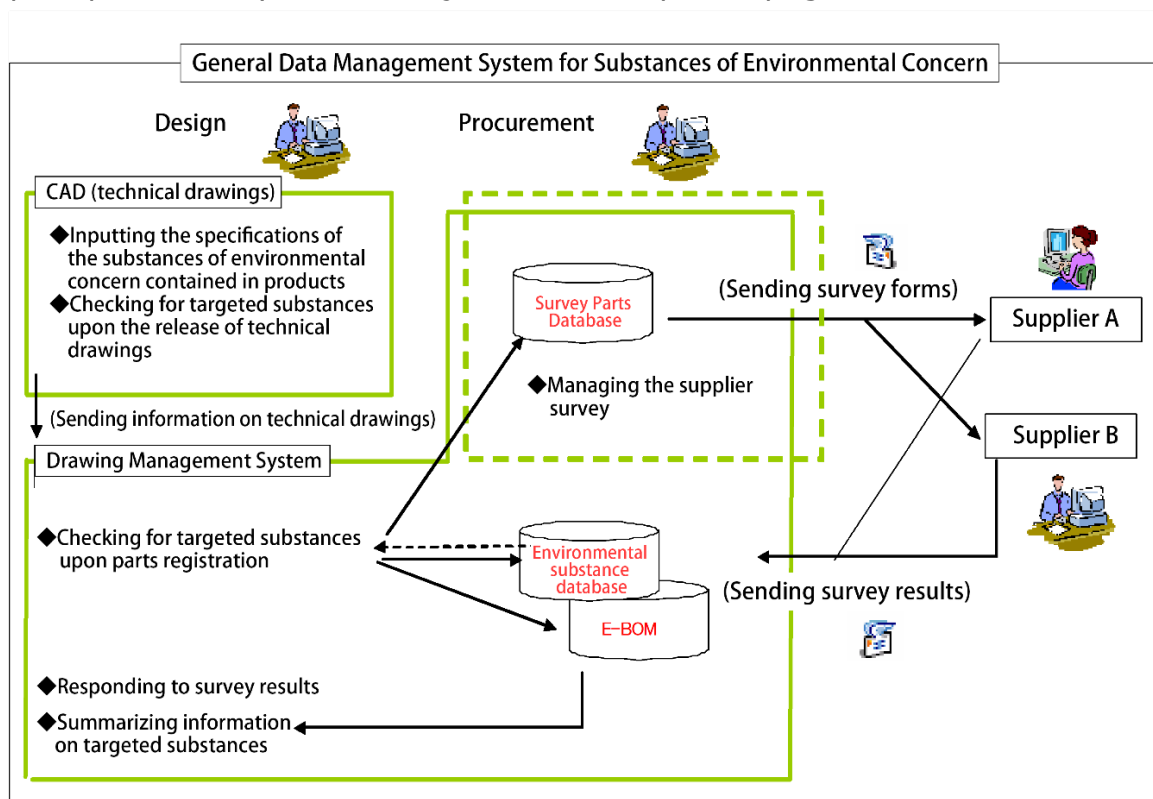 General Data Management System for Substances of Environmental Concern
Design
Procurement
CAD (technical drawings)
◆Inputting the specifications of
the substances of environmental
concern contained in products
◆Checking for targeted substances
upon the release of technical
drawings
Survey Parts
Database
(Sending survey forms)
Supplier A
◆Managing the supplier
survey
(Sending information on technical drawings)
Supplier B
Drawing Management System
◆Checking for targeted substances
upon parts registration
Environmental
substance
database
(Sending survey results)
E-BOM
◆Responding to survey results
◆Summarizing information
on targeted substances